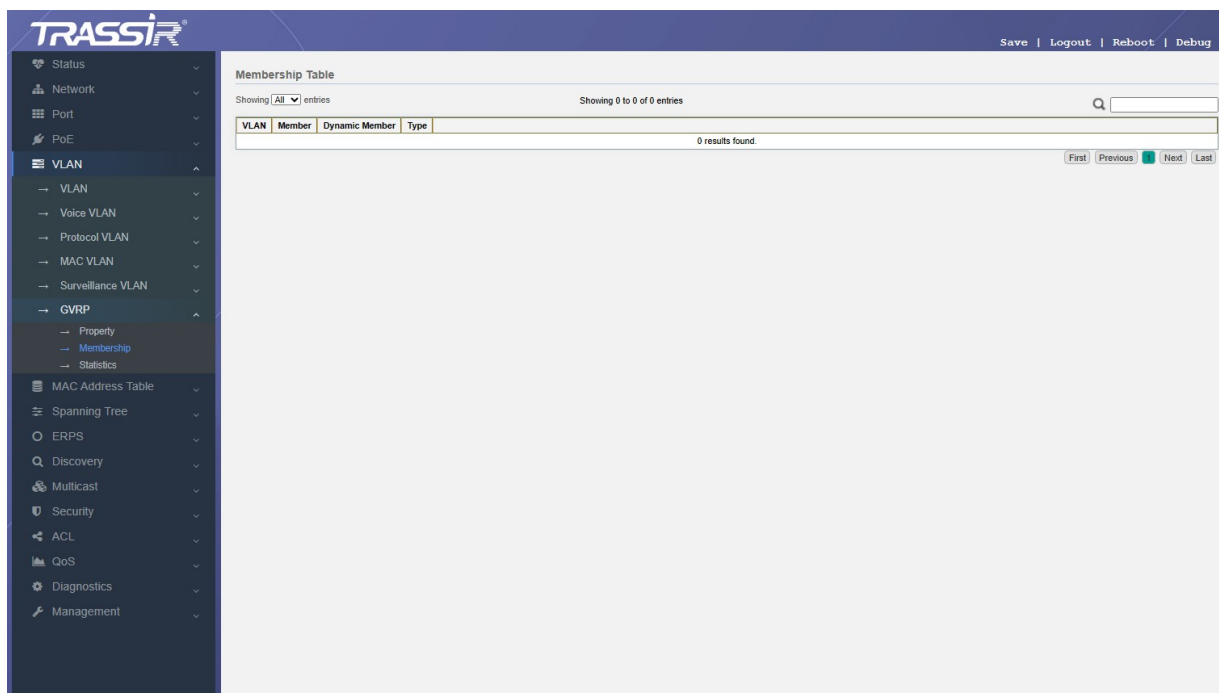 TRASSIR®
Save | Logout | Reboot | Debug
Status
Network
Port
PoE
VLAN
→ VLAN
→ Voice VLAN
→ Protocol VLAN
→ MAC VLAN
→ Surveillance VLAN
→ GVRP
→ Property
→ Membership
→ Statistics
MAC Address Table
Spanning Tree
ERPS
Discovery
Multicast
Security
ACL
QoS
Diagnostics
Management
Membership Table
Showing All entries
Showing 0 to 0 of 0 entries
VLAN Member Dynamic Member Type
0 results found.
First Previous 1 Next Last